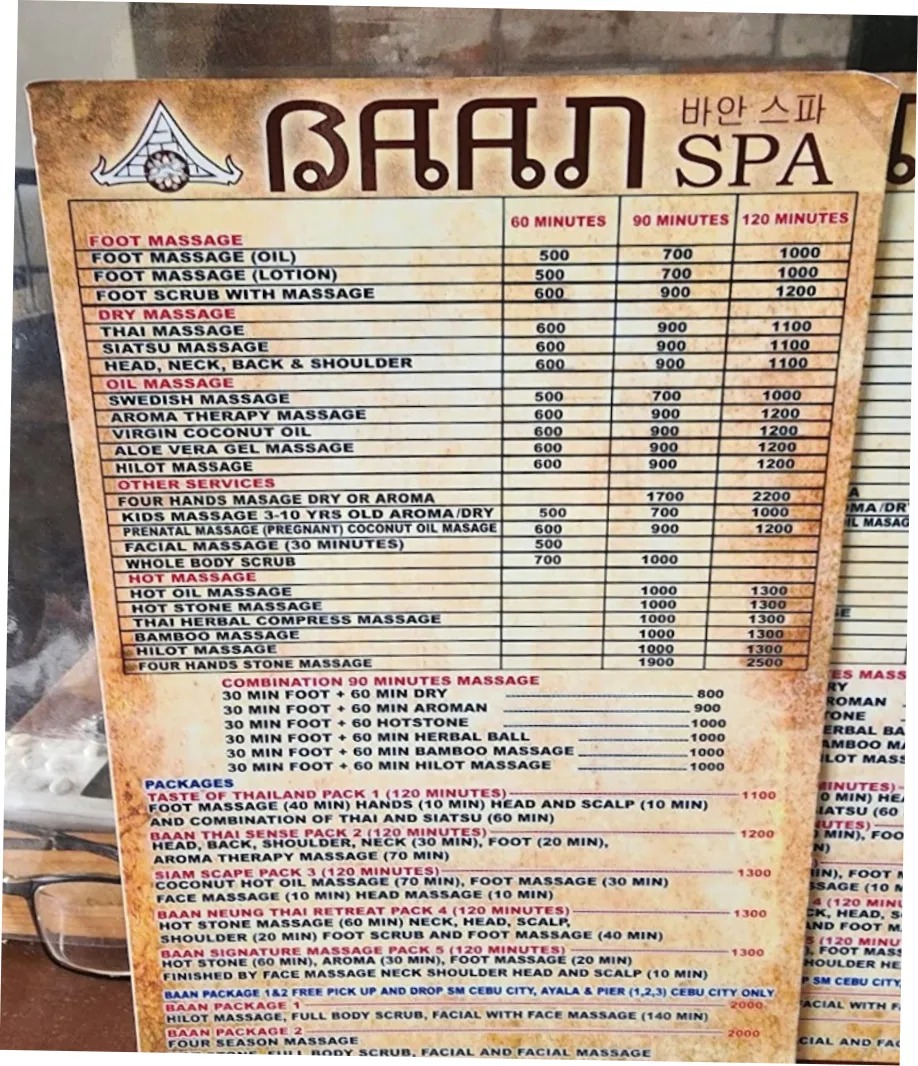 BAAN 바안 스파
SPA
60 MINUTES 90 MINUTES 120 MINUTES
FOOT MASSAGE
FOOT MASSAGE (OIL) 500 700 1000
FOOT MASSAGE (LOTION) 500 700 1000
FOOT SCRUB WITH MASSAGE 600 900 1200
DRY MASSAGE
THAI MASSAGE 600 900 1100
SIATSU MASSAGE 600 900 1100
HEAD, NECK, BACK & SHOULDER 600 900 1100
OIL MASSAGE
SWEDISH MASSAGE 500 700 1000
AROMA THERAPY MASSAGE 600 900 1200
VIRGIN COCONUT OIL 600 900 1200
ALOE VERA GEL MASSAGE 600 900 1200
HILOT MASSAGE 600 900 1200
OTHER SERVICES
FOUR HANDS MASAGE DRY OR AROMA 1700 2200
KIDS MASSAGE 3-10 YRS OLD AROMA/DRY 500 700 1000
PRENATAL MASSAGE (PREGNANT) COCONUT OIL MASAGE 600 900 1200
FACIAL MASSAGE (30 MINUTES) 500
WHOLE BODY SCRUB 700 1000
HOT MASSAGE
HOT OIL MASSAGE 1000 1300
HOT STONE MASSAGE 1000 1300
THAI HERBAL COMPRESS MASSAGE 1000 1300
BAMBOO MASSAGE 1000 1300
HILOT MASSAGE 1000 1300
FOUR HANDS STONE MASSAGE 1900 2500
COMBINATION 90 MINUTES MASSAGE
30 MIN FOOT + 60 MIN DRY 800
30 MIN FOOT + 60 MIN AROMAN 900
30 MIN FOOT + 60 HOTSTONE 1000
30 MIN FOOT + 60 MIN HERBAL BALL 1000
30 MIN FOOT + 60 MIN BAMBOO MASSAGE 1000
30 MIN FOOT + 60 MIN HILOT MASSAGE 1000
PACKAGES
TASTE OF THAILAND PACK 1 (120 MINUTES) 1100
FOOT MASSAGE (40 MIN) HANDS (10 MIN) HEAD AND SCALP (10 MIN)
AND COMBINATION OF THAI AND SIATSU (60 MIN)
BAAN THAI SENSE PACK 2 (120 MINUTES) 1200
HEAD, BACK, SHOULDER, NECK (30 MIN), FOOT (20 MIN),
AROMA THERAPY MASSAGE (70 MIN)
SIAM SCAPE PACK 3 (120 MINUTES) 1300
COCONUT HOT OIL MASSAGE (70 MIN), FOOT MASSAGE (30 MIN)
FACE MASSAGE (10 MIN) HEAD MASSAGE (10 MIN)
BAAN NEUNG THAI RETREAT PACK 4 (120 MINUTES) 1300
HOT STONE MASSAGE (60 MIN) NECK, HEAD, SCALP,
SHOULDER (20 MIN) FOOT SCRUB AND FOOT MASSAGE (40 MIN)
BAAN SIGNATURE MASSAGE PACK 5 (120 MINUTES) 1300
HOT STONE (60 MIN), AROMA (30 MIN), FOOT MASSAGE (20 MIN)
FINISHED BY FACE MASSAGE NECK SHOULDER HEAD AND SCALP (10 MIN)
BAAN PACKAGE 1&2 FREE PICK UP AND DROP SM CEBU CITY, AYALA & PIER (1,2,3) CEBU CITY ONLY
BAAN PACKAGE 1 2000
HILOT MASSAGE, FULL BODY SCRUB, FACIAL WITH FACE MASSAGE (140 MIN)
BAAN PACKAGE 2 2000
FOUR SEASON MASSAGE
FULL BODY SCRUB, FACIAL AND FACIAL MASSAGE